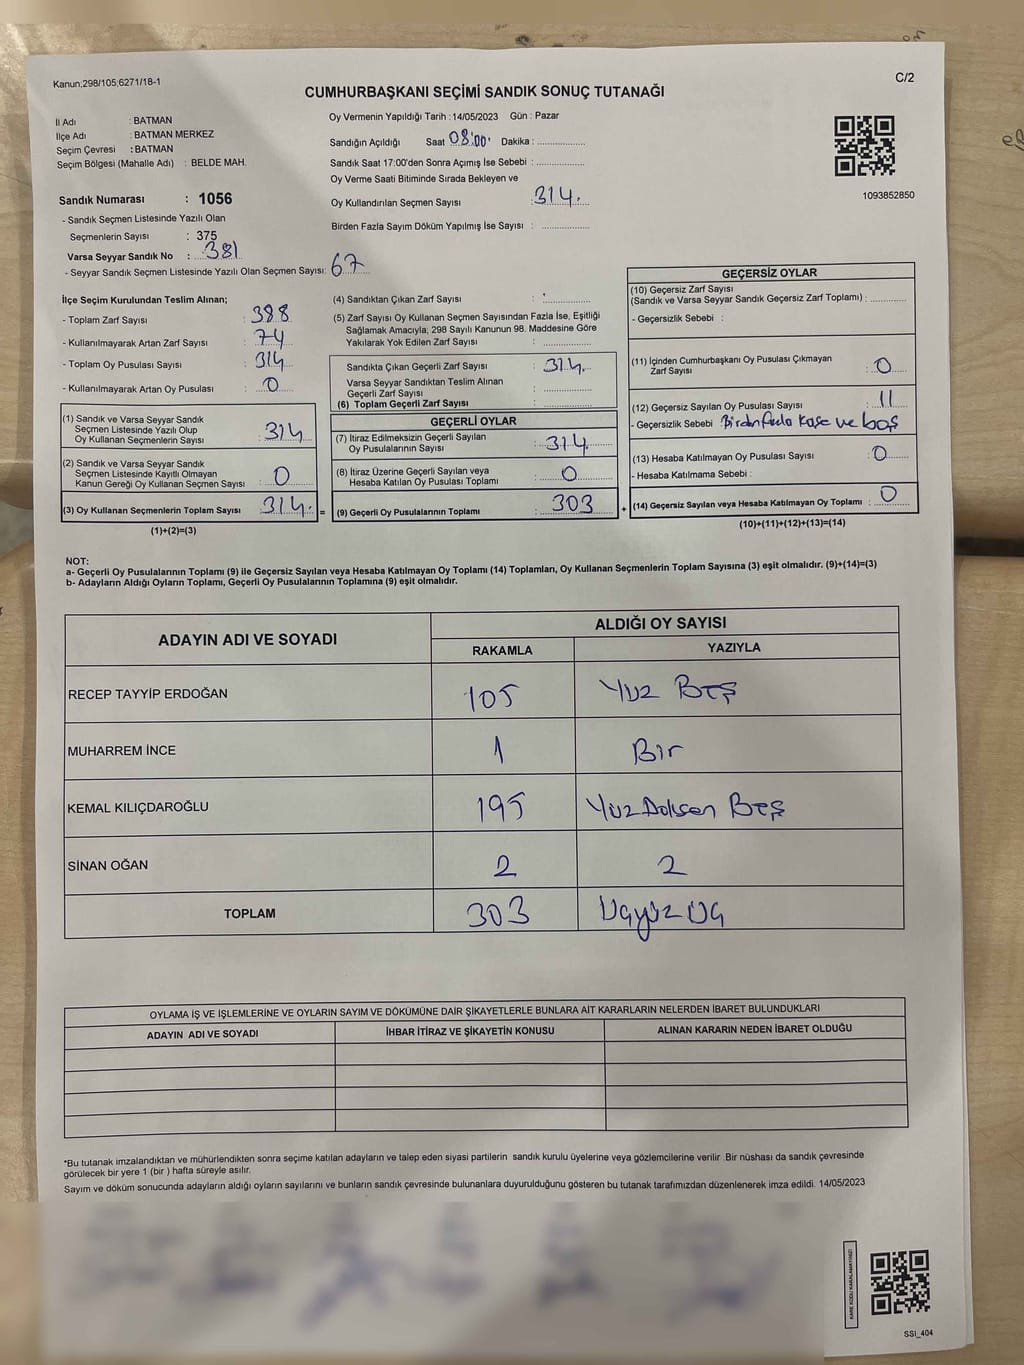 Kanun;298/105;6271/18-1
C/2
CUMHURBAŞKANI SEÇİMİ SANDIK SONUÇ TUTANAĞI
İl Adı : BATMAN
İlçe Adı : BATMAN MERKEZ
Seçim Çevresi : BATMAN
Seçim Bölgesi (Mahalle Adı) : BELDE MAH.
Oy Vermenin Yapıldığı Tarih : 14/05/2023 Gün : Pazar
Sandığın Açıldığı Saat 08:00 Dakika :
Sandık Saat 17:00'den Sonra Açımış İse Sebebi :
Oy Verme Saati Bitiminde Sırada Bekleyen ve
Oy Kullandırılan Seçmen Sayısı : 314.
Birden Fazla Sayım Döküm Yapılmış İse Sayısı :
1093852850
Sandık Numarası : 1056
- Sandık Seçmen Listesinde Yazılı Olan
Seçmenlerin Sayısı : 375
Varsa Seyyar Sandık No : 381
- Seyyar Sandık Seçmen Listesinde Yazılı Olan Seçmen Sayısı: 67
İlçe Seçim Kurulundan Teslim Alınan;
- Toplam Zarf Sayısı : 388
- Kullanılmayarak Artan Zarf Sayısı : 74
- Toplam Oy Pusulası Sayısı : 314
- Kullanılmayarak Artan Oy Pusulası : 0
(1) Sandık ve Varsa Seyyar Sandık
Seçmen Listesinde Yazılı Olup
Oy Kullanan Seçmenlerin Sayısı : 314
(2) Sandık ve Varsa Seyyar Sandık
Seçmen Listesinde Kayıtlı Olmayan
Kanun Gereği Oy Kullanan Seçmen Sayısı : 0
(3) Oy Kullanan Seçmenlerin Toplam Sayısı : 314. =
(1)+(2)=(3)
(4) Sandıktan Çıkan Zarf Sayısı :
(5) Zarf Sayısı Oy Kullanan Seçmen Sayısından Fazla İse, Eşitliği
Sağlamak Amacıyla; 298 Sayılı Kanunun 98. Maddesine Göre
Yakılarak Yok Edilen Zarf Sayısı :
Sandıkta Çıkan Geçerli Zarf Sayısı : 314.
Varsa Seyyar Sandıktan Teslim Alınan
Geçerli Zarf Sayısı :
(6) Toplam Geçerli Zarf Sayısı :
GEÇERLİ OYLAR
(7) İtiraz Edilmeksizin Geçerli Sayılan
Oy Pusulalarının Sayısı : 314.
(8) İtiraz Üzerine Geçerli Sayılan veya
Hesaba Katılan Oy Pusulası Toplamı : 0
(9) Geçerli Oy Pusulalarının Toplamı : 303 +
GEÇERSİZ OYLAR
(10) Geçersiz Zarf Sayısı
(Sandık ve Varsa Seyyar Sandık Geçersiz Zarf Toplamı) :
- Geçersizlik Sebebi :
(11) İçinden Cumhurbaşkanı Oy Pusulası Çıkmayan
Zarf Sayısı : 0
(12) Geçersiz Sayılan Oy Pusulası Sayısı : 11
- Geçersizlik Sebebi Birden fazla kaşe ve boş
(13) Hesaba Katılmayan Oy Pusulası Sayısı : 0
- Hesaba Katılmama Sebebi :
(14) Geçersiz Sayılan veya Hesaba Katılmayan Oy Toplamı : 0
(10)+(11)+(12)+(13)=(14)
NOT:
a- Geçerli Oy Pusulalarının Toplamı (9) ile Geçersiz Sayılan veya Hesaba Katılmayan Oy Toplamı (14) Toplamları, Oy Kullanan Seçmenlerin Toplam Sayısına (3) eşit olmalıdır. (9)+(14)=(3)
b- Adayların Aldığı Oyların Toplamı, Geçerli Oy Pusulalarının Toplamına (9) eşit olmalıdır.
ADAYIN ADI VE SOYADI
ALDIĞI OY SAYISI
RAKAMLA YAZIYLA
RECEP TAYYİP ERDOĞAN 105 Yüz Beş
MUHARREM İNCE 1 Bir
KEMAL KILIÇDAROĞLU 195 Yüz Doksen Beş
SİNAN OĞAN 2 2
TOPLAM 303 Üçyüz Üç
OYLAMA İŞ VE İŞLEMLERİNE VE OYLARIN SAYIM VE DÖKÜMÜNE DAİR ŞİKAYETLERLE BUNLARA AİT KARARLARIN NELERDEN İBARET BULUNDUKLARI
ADAYIN ADI VE SOYADI İHBAR İTİRAZ VE ŞİKAYETİN KONUSU ALINAN KARARIN NEDEN İBARET OLDUĞU
*Bu tutanak imzalandıktan ve mühürlendikten sonra seçime katılan adayların ve talep eden siyasi partilerin sandık kurulu üyelerine veya gözlemcilerine verilir .Bir nüshası da sandık çevresinde
görülecek bir yere 1 (bir ) hafta süreyle asılır.
Sayım ve döküm sonucunda adayların aldığı oyların sayılarını ve bunların sandık çevresinde bulunanlara duyurulduğunu gösteren bu tutanak tarafımızdan düzenlenerek imza edildi. 14/05/2023
KARE KODU KARALAMAYINIZ!
SSI_404